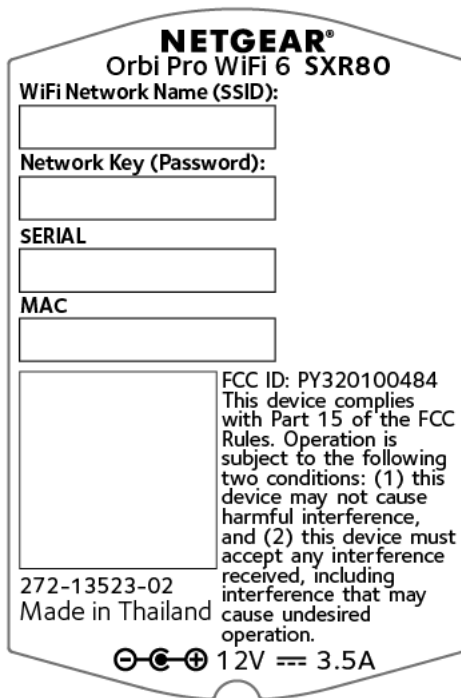 NETGEAR®
Orbi Pro WiFi 6 SXR80
WiFi Network Name (SSID):
Network Key (Password):
SERIAL
MAC
FCC ID: PY320100484
This device complies
with Part 15 of the FCC
Rules. Operation is
subject to the following
two conditions: (1) this
device may not cause
harmful interference,
and (2) this device must
accept any interference
received, including
interference that may
cause undesired
operation.
272-13523-02
Made in Thailand
12V ⎓ 3.5A